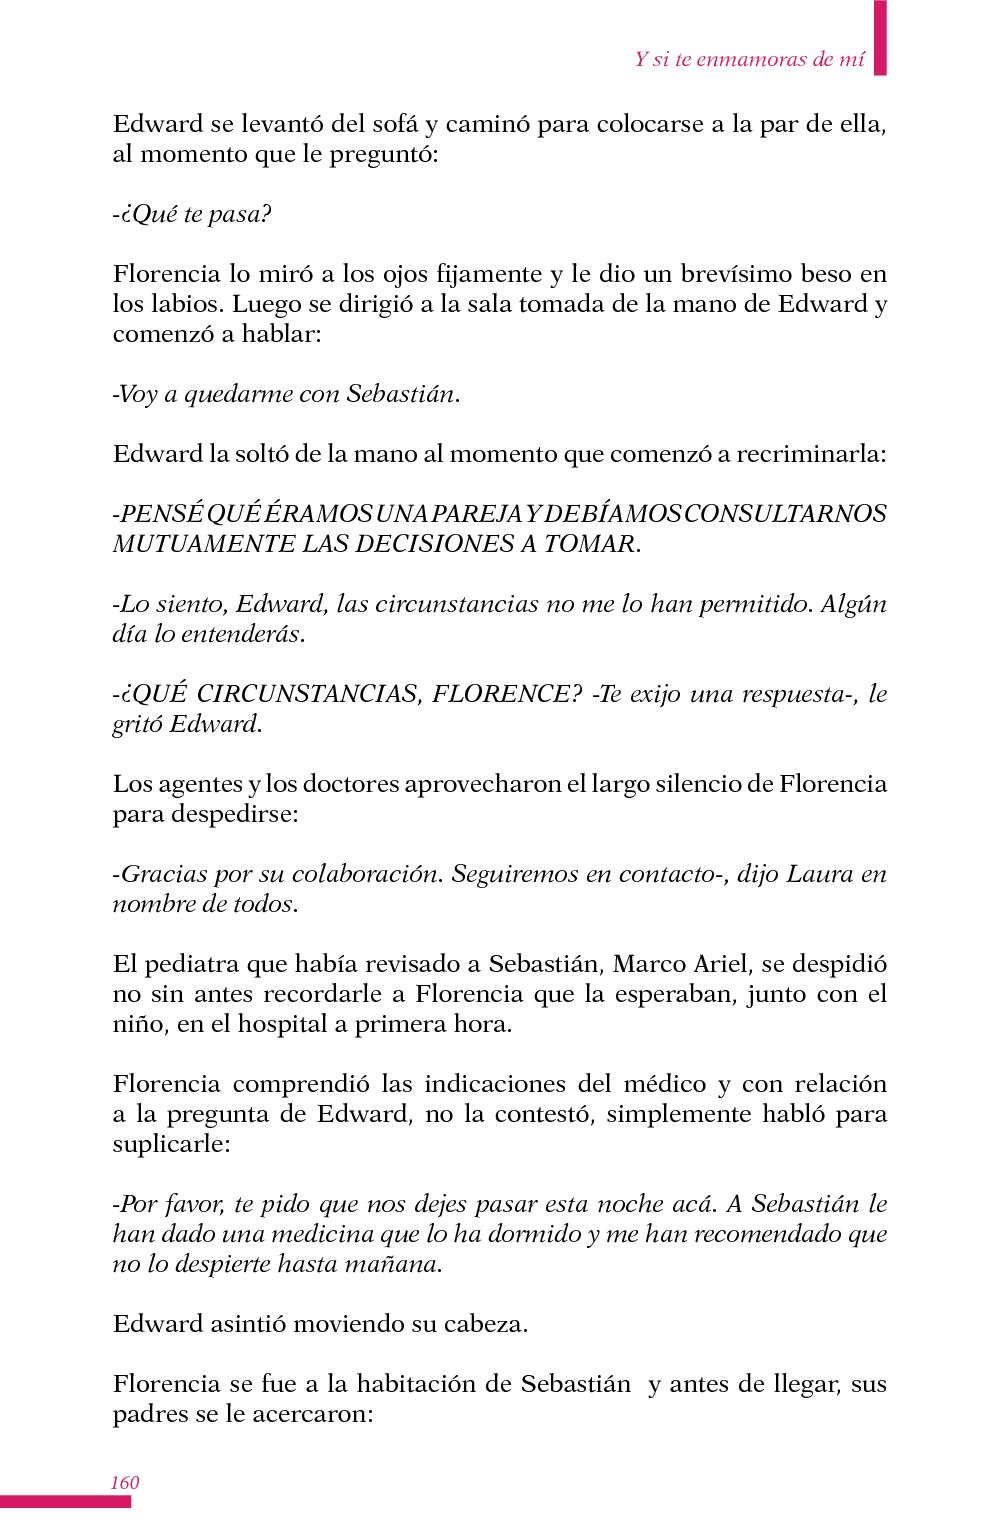 Y si te enmamoras de mí
Edward se levantó del sofá y caminó para colocarse a la par de ella,
al momento que le preguntó:
-¿Qué te pasa?
Florencia lo miró a los ojos fijamente y le dio un brevísimo beso en
los labios. Luego se dirigió a la sala tomada de la mano de Edward y
comenzó a hablar:
-Voy a quedarme con Sebastián.
Edward la soltó de la mano al momento que comenzó a recriminarla:
-PENSÉ QUÉ ÉRAMOS UNA PAREJA Y DEBÍAMOS CONSULTARNOS
MUTUAMENTE LAS DECISIONES A TOMAR.
-Lo siento, Edward, las circunstancias no me lo han permitido. Algún
día lo entenderás.
-¿QUÉ CIRCUNSTANCIAS, FLORENCE? -Te exijo una respuesta-, le
gritó Edward.
Los agentes y los doctores aprovecharon el largo silencio de Florencia
para despedirse:
-Gracias por su colaboración. Seguiremos en contacto-, dijo Laura en
nombre de todos.
El pediatra que había revisado a Sebastián, Marco Ariel, se despidió
no sin antes recordarle a Florencia que la esperaban, junto con el
niño, en el hospital a primera hora.
Florencia comprendió las indicaciones del médico y con relación
a la pregunta de Edward, no la contestó, simplemente habló para
suplicarle:
-Por favor, te pido que nos dejes pasar esta noche acá. A Sebastián le
han dado una medicina que lo ha dormido y me han recomendado que
no lo despierte hasta mañana.
Edward asintió moviendo su cabeza.
Florencia se fue a la habitación de Sebastián  y antes de llegar, sus
padres se le acercaron:
160